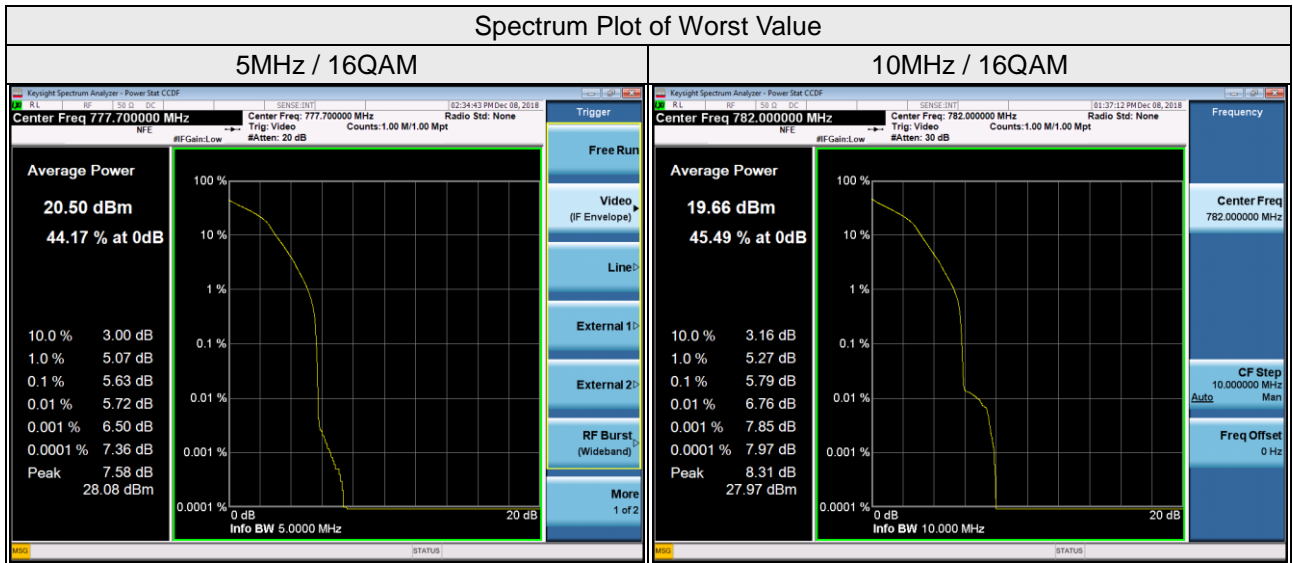 Spectrum Plot of Worst Value
5MHz / 16QAM
10MHz / 16QAM
Keysight Spectrum Analyzer - Power Stat CCDF
RL RF 50 Ω DC SENSE:INT 02:34:43 PM Dec 08, 2018
Center Freq 777.700000 MHz
NFE
#IFGain:Low
Center Freq: 777.700000 MHz Radio Std: None
Trig: Video Counts:1.00 M/1.00 Mpt
#Atten: 20 dB
Average Power
20.50 dBm
44.17 % at 0dB
10.0 % 3.00 dB
1.0 % 5.07 dB
0.1 % 5.63 dB
0.01 % 5.72 dB
0.001 % 6.50 dB
0.0001 % 7.36 dB
Peak 7.58 dB
28.08 dBm
100 %
10 %
1 %
0.1 %
0.01 %
0.001 %
0.0001 %
0 dB 20 dB
Info BW 5.0000 MHz
Trigger
Free Run
Video
(IF Envelope)
Line
External 1
External 2
RF Burst
(Wideband)
More
1 of 2
MSG STATUS
Keysight Spectrum Analyzer - Power Stat CCDF
RL RF 50 Ω DC SENSE:INT 01:37:12 PM Dec 08, 2018
Center Freq 782.000000 MHz
NFE
#IFGain:Low
Center Freq: 782.000000 MHz Radio Std: None
Trig: Video Counts:1.00 M/1.00 Mpt
#Atten: 30 dB
Average Power
19.66 dBm
45.49 % at 0dB
10.0 % 3.16 dB
1.0 % 5.27 dB
0.1 % 5.79 dB
0.01 % 6.76 dB
0.001 % 7.85 dB
0.0001 % 7.97 dB
Peak 8.31 dB
27.97 dBm
100 %
10 %
1 %
0.1 %
0.01 %
0.001 %
0.0001 %
0 dB 20 dB
Info BW 10.000 MHz
Frequency
Center Freq
782.000000 MHz
CF Step
10.000000 MHz
Auto Man
Freq Offset
0 Hz
MSG STATUS